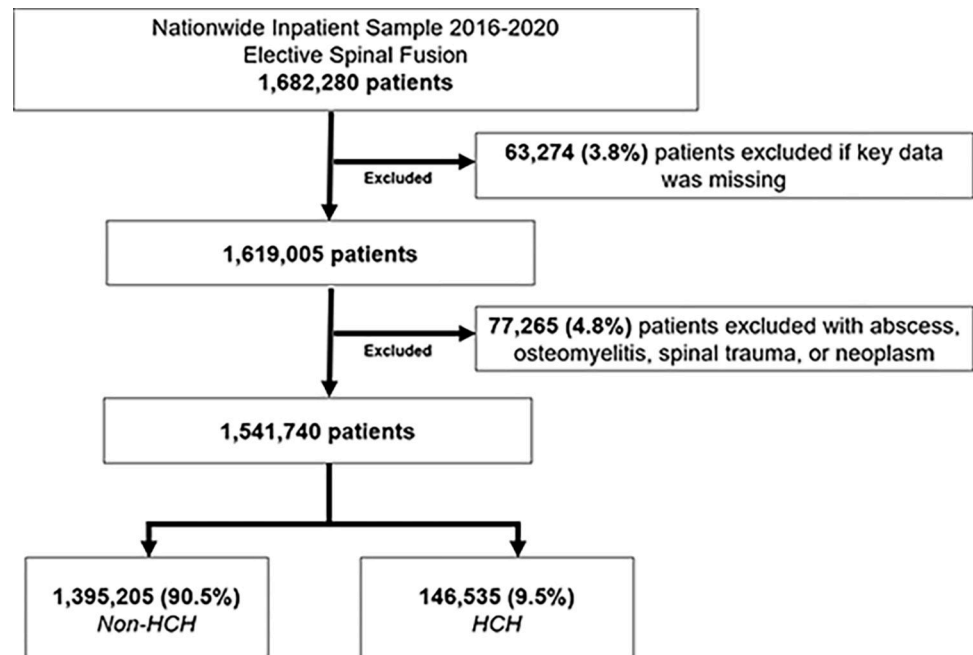 Nationwide Inpatient Sample 2016-2020
Elective Spinal Fusion
1,682,280 patients
63,274 (3.8%) patients excluded if key data
was missing
Excluded
1,619,005 patients
77,265 (4.8%) patients excluded with abscess,
osteomyelitis, spinal trauma, or neoplasm
Excluded
1,541,740 patients
1,395,205 (90.5%)
Non-HCH
146,535 (9.5%)
HCH